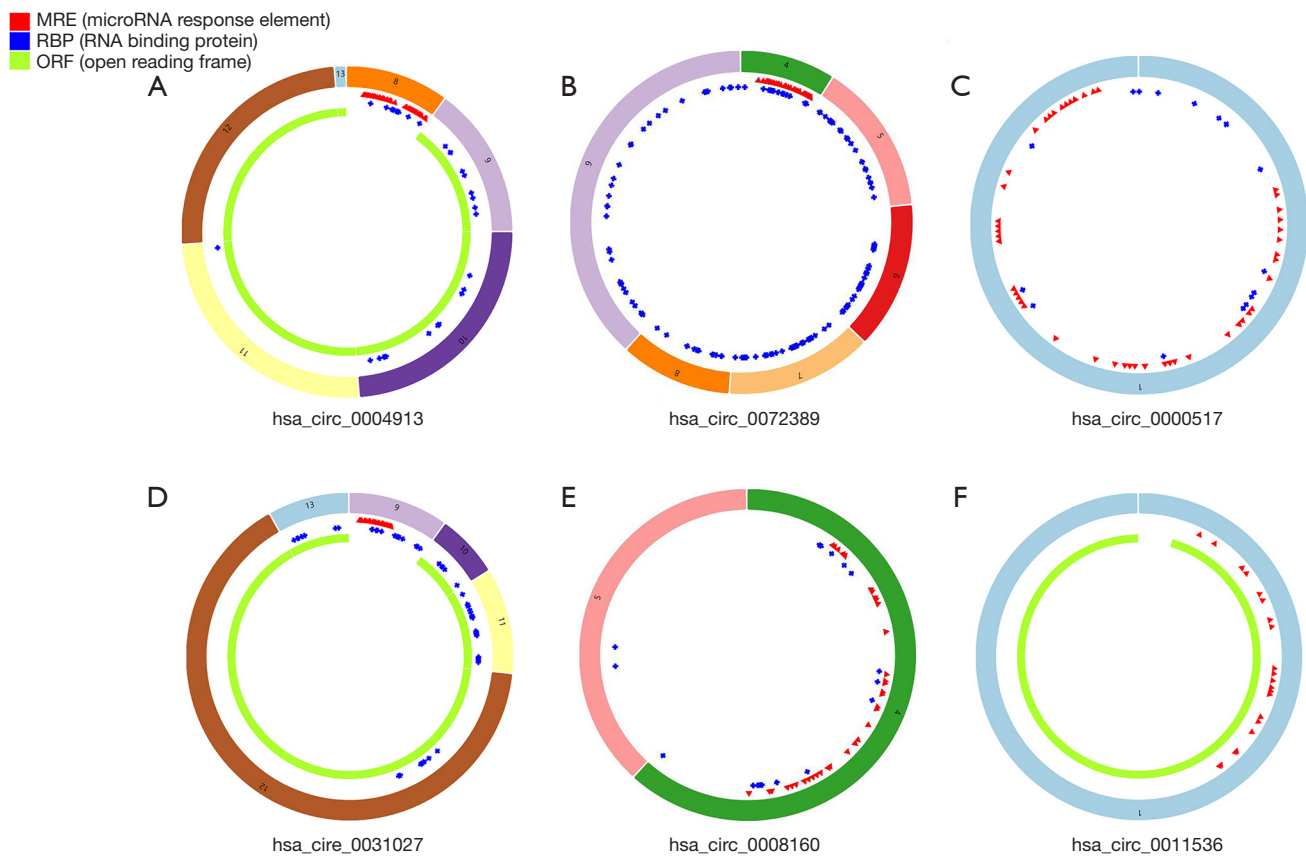 MRE (microRNA response element)
RBP (RNA binding protein)
ORF (open reading frame)
A
13
8
9
10
11
12
hsa_circ_0004913
B
4
5
6
7
8
9
hsa_circ_0072389
C
1
hsa_circ_0000517
D
9
10
11
12
13
hsa_cire_0031027
E
4
5
hsa_circ_0008160
F
1
hsa_circ_0011536